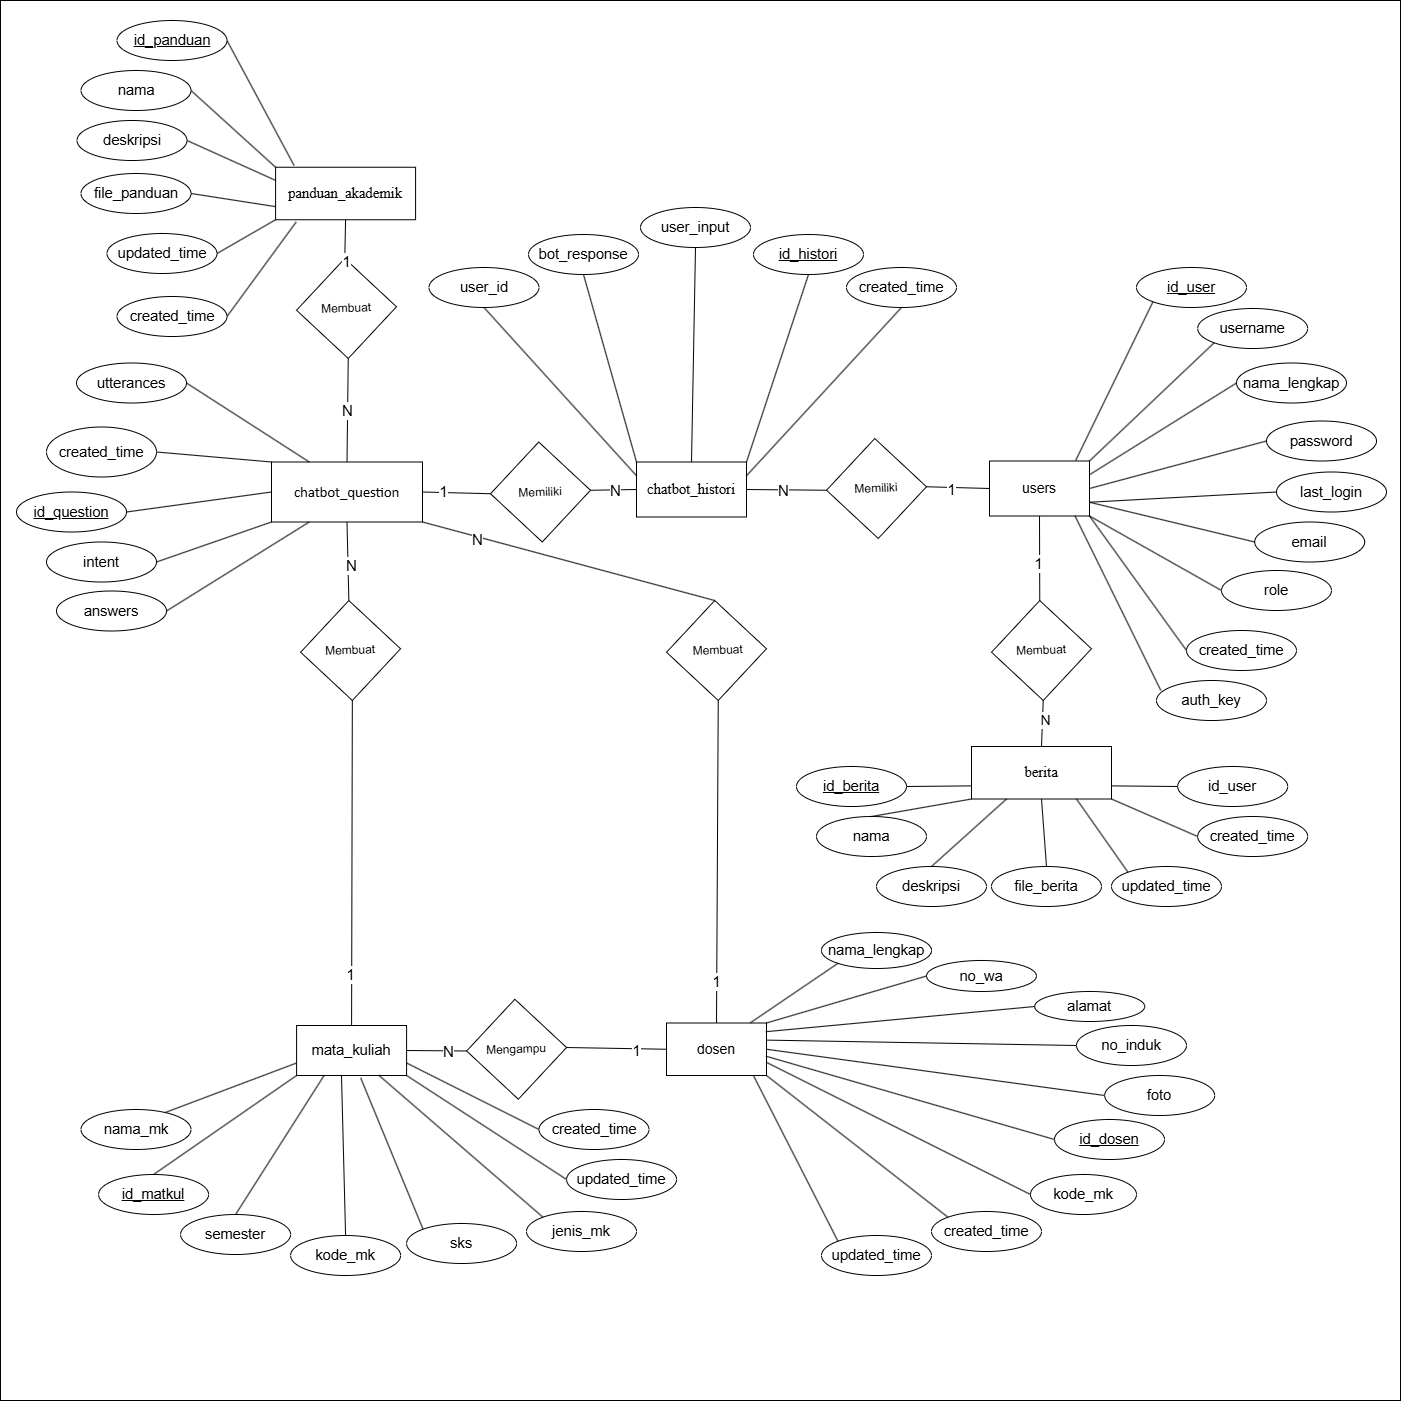 id_panduan
nama
deskripsi
file_panduan
updated_time
created_time
panduan_akademik
1
Membuat
N
user_id
bot_response
user_input
id_histori
created_time
id_user
username
nama_lengkap
password
last_login
email
role
created_time
auth_key
utterances
created_time
id_question
intent
answers
chatbot_question
1
Memiliki
N
chatbot_histori
N
Memiliki
1
users
N
N
1
Membuat
Membuat
Membuat
N
id_berita
berita
id_user
nama
created_time
deskripsi
file_berita
updated_time
1
1
nama_lengkap
no_wa
alamat
no_induk
foto
id_dosen
kode_mk
created_time
updated_time
mata_kuliah
N
Mengampu
1
dosen
nama_mk
id_matkul
semester
kode_mk
sks
jenis_mk
updated_time
created_time